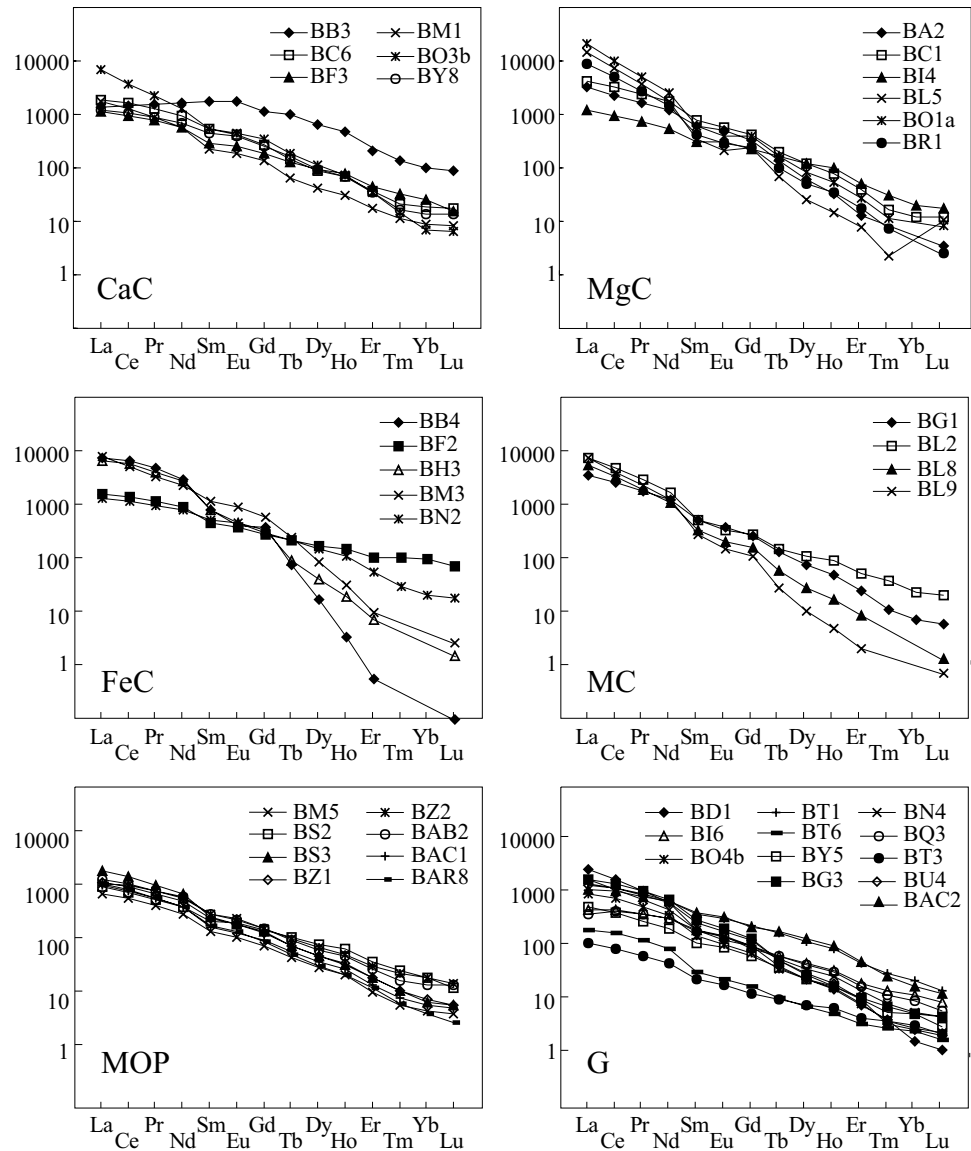 BB3 BM1
BC6 BO3b
BF3 BY8
10000
1000
100
10
1
CaC
La Ce Pr Nd Sm Eu Gd Tb Dy Ho Er Tm Yb Lu
BA2
BC1
BI4
BL5
BO1a
BR1
10000
1000
100
10
1
MgC
La Ce Pr Nd Sm Eu Gd Tb Dy Ho Er Tm Yb Lu
BB4
BF2
BH3
BM3
BN2
10000
1000
100
10
1
FeC
La Ce Pr Nd Sm Eu Gd Tb Dy Ho Er Tm Yb Lu
BG1
BL2
BL8
BL9
10000
1000
100
10
1
MC
La Ce Pr Nd Sm Eu Gd Tb Dy Ho Er Tm Yb Lu
BM5 BZ2
BS2 BAB2
BS3 BAC1
BZ1 BAR8
10000
1000
100
10
1
MOP
La Ce Pr Nd Sm Eu Gd Tb Dy Ho Er Tm Yb Lu
BD1 BT1 BN4
BI6 BT6 BQ3
BO4b BY5 BT3
BG3 BU4
BAC2
10000
1000
100
10
1
G
La Ce Pr Nd Sm Eu Gd Tb Dy Ho Er Tm Yb Lu